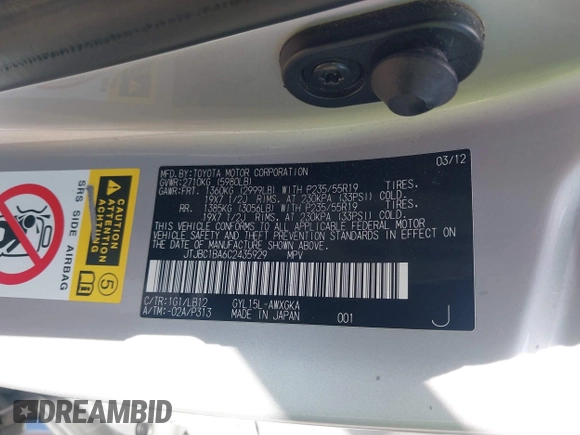 MFD.BY:TOYOTA MOTOR CORPORATION 03/12
GVWR:2710KG (5980LB)
GAWR:FRT. 1360KG (2999LB) WITH P235/55R19 TIRES.
19X7 1/2J RIMS. AT 230KPA (33PSI) COLD.
RR. 1385KG (3056LB) WITH P235/55R19 TIRES.
19X7 1/2J RIMS. AT 230KPA (33PSI) COLD.
THIS VEHICLE CONFORMS TO ALL APPLICABLE FEDERAL MOTOR
VEHICLE SAFETY AND THEFT PREVENTION STANDARDS IN EFFECT ON
THE DATE OF MANUFACTURE SHOWN ABOVE.
JTJBC1BA6C2435929 MPV
C/TR:1G1/LB12 GYL15L-AWXGKA
A/TM:-02A/P313 MADE IN JAPAN 001 J
CAUTION
ATTENTION
ACHTUNG
5
SRS SIDE AIRBAG
DREAMBID
DREAMBID.COM